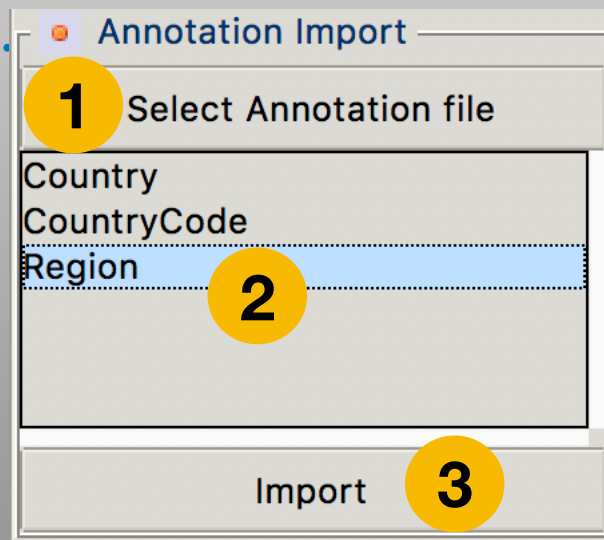 Annotation Import
1 Select Annotation file
Country
CountryCode
Region
2
Import 3